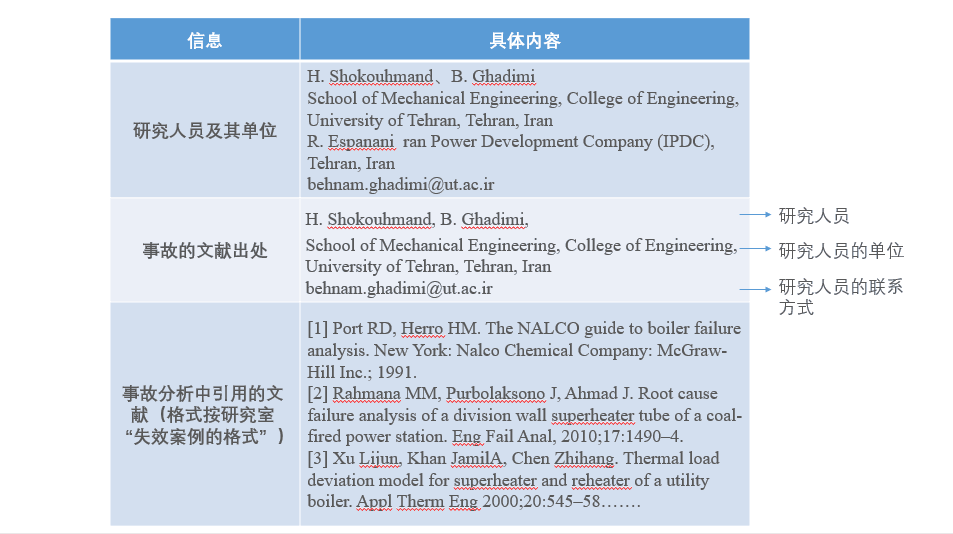 信息
具体内容
研究人员及其单位
H. Shokouhmand、B. Ghadimi
School of Mechanical Engineering, College of Engineering,
University of Tehran, Tehran, Iran
R. Espanani  ran Power Development Company (IPDC),
Tehran, Iran
behnam.ghadimi@ut.ac.ir
事故的文献出处
H. Shokouhmand, B. Ghadimi,
School of Mechanical Engineering, College of Engineering,
University of Tehran, Tehran, Iran
behnam.ghadimi@ut.ac.ir
研究人员
研究人员的单位
研究人员的联系
方式
事故分析中引用的文
献（格式按研究室
“失效案例的格式”）
[1] Port RD, Herro HM. The NALCO guide to boiler failure
analysis. New York: Nalco Chemical Company: McGraw-
Hill Inc.; 1991.
[2] Rahmana MM, Purbolaksono J, Ahmad J. Root cause
failure analysis of a division wall superheater tube of a coal-
fired power station. Eng Fail Anal, 2010;17:1490–4.
[3] Xu Lijun, Khan JamilA, Chen Zhihang. Thermal load
deviation model for superheater and reheater of a utility
boiler. Appl Therm Eng 2000;20:545–58…….